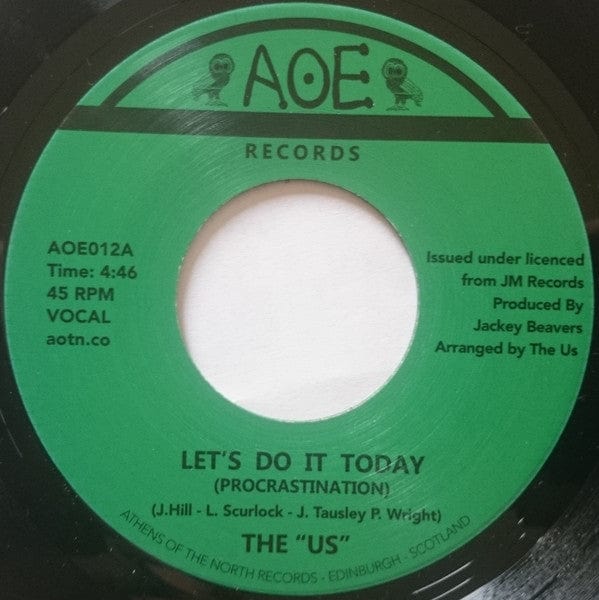 AOE
RECORDS
AOE012A
Time: 4:46
45 RPM
VOCAL
aotn.co
Issued under licenced
from JM Records
Produced By
Jackey Beavers
Arranged by The Us
LET'S DO IT TODAY
(PROCRASTINATION)
(J.Hill - L. Scurlock - J. Tausley P. Wright)
THE "US"
ATHENS OF THE NORTH RECORDS - EDINBURGH - SCOTLAND